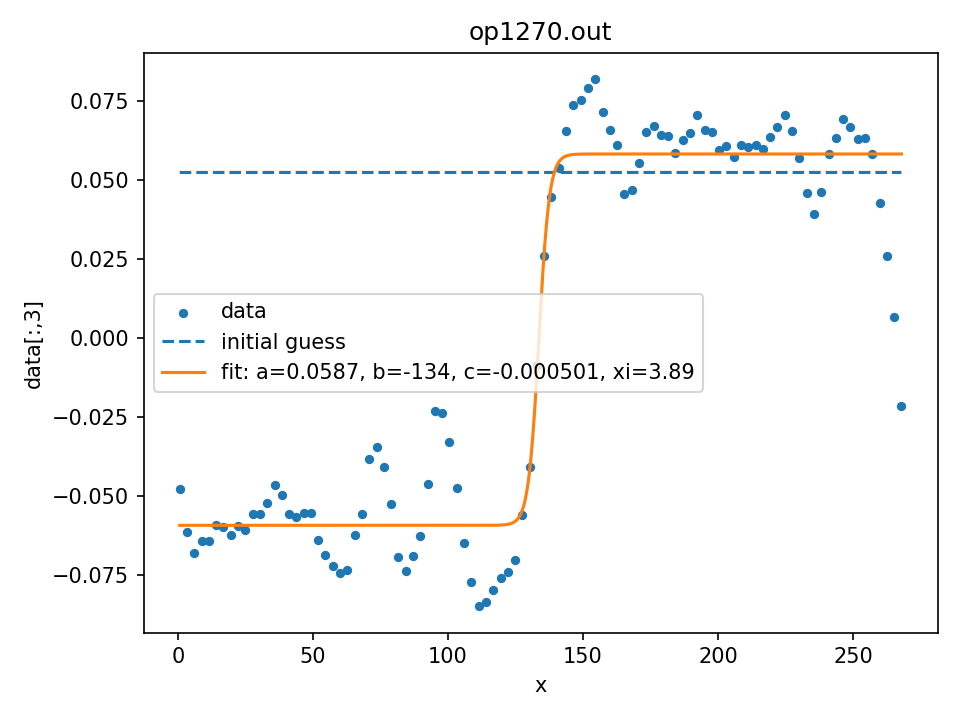 op1270.out
0.075
0.050
0.025
0.000
−0.025
−0.050
−0.075
data[:,3]
data
initial guess
fit: a=0.0587, b=-134, c=-0.000501, xi=3.89
0 50 100 150 200 250
x